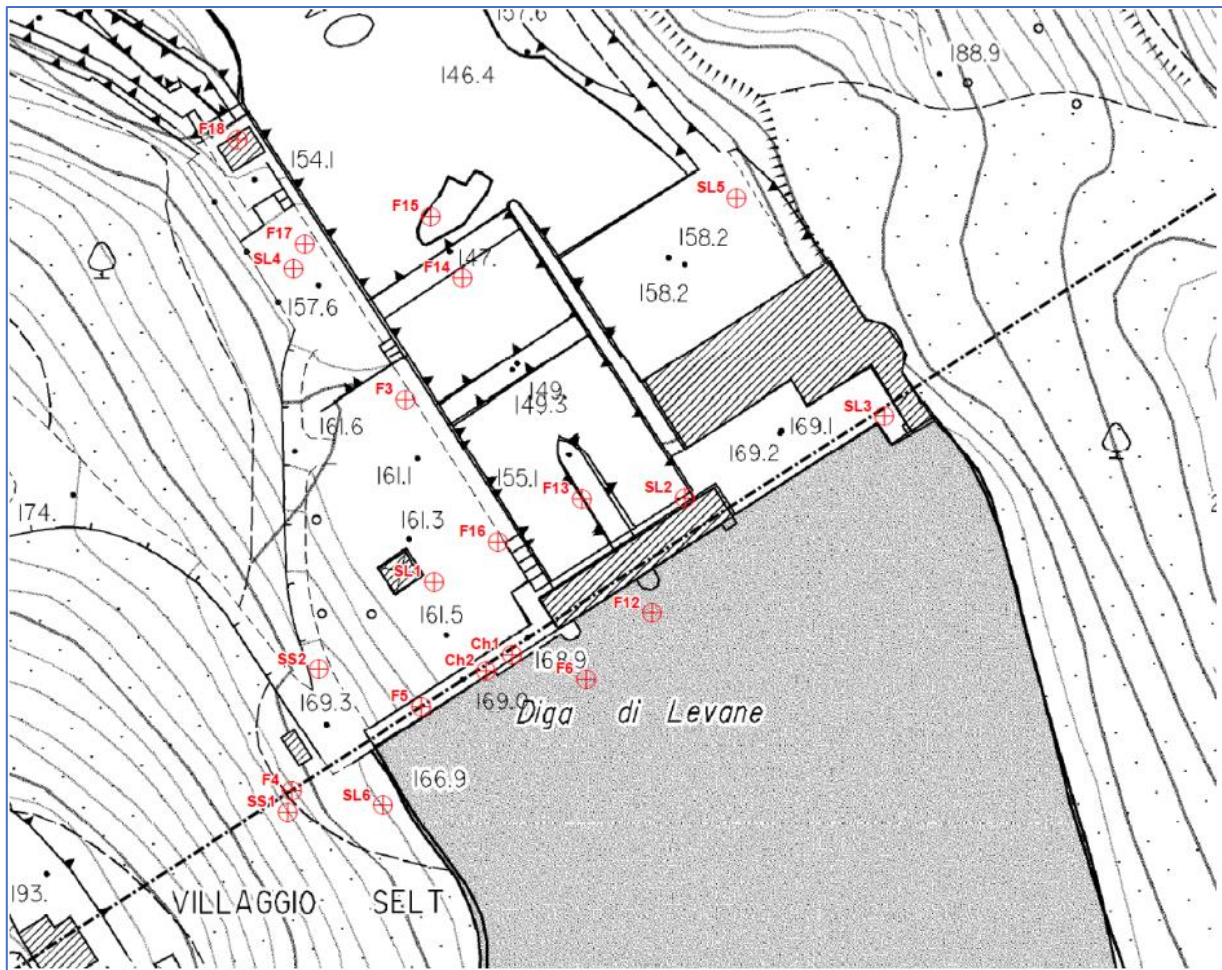 157.6
188.9
146.4
F18
154.1
SL5
F15
F17
158.2
SL4
F14
147.
157.6
158.2
F3
149.
149.3
161.6
SL3
169.1
161.1
169.2
155.1
F13
SL2
174.
161.3
F16
SL1
161.5
F12
Ch1
168.9
SS2
Ch2
F6
169.0
F5
169.3
Diga di Levane
166.9
F4
SS1
SL6
193.
VILLAGGIO SELT